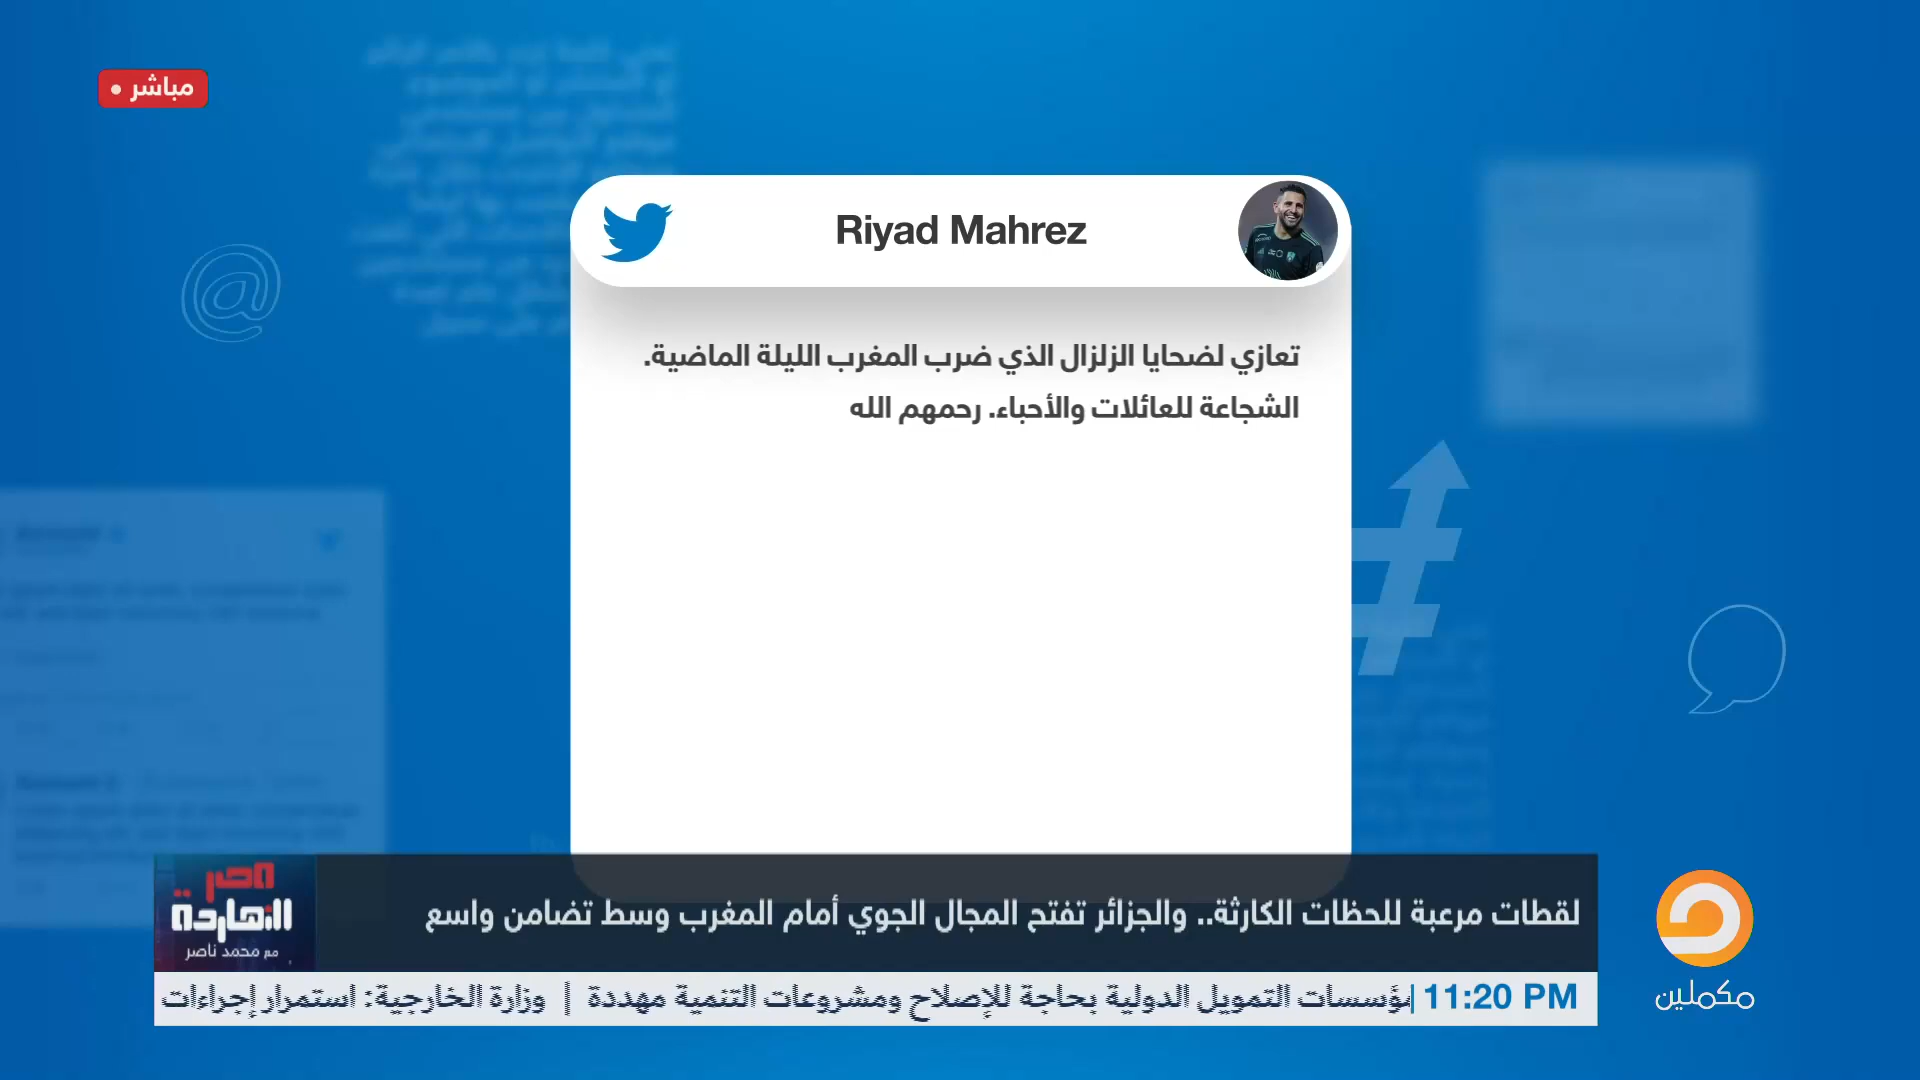 مباشر
Riyad Mahrez
تعازي لضحايا الزلزال الذي ضرب المغرب الليلة الماضية.
الشجاعة للعائلات والأحباء. رحمهم الله
مصر
النهاردة
مع محمد ناصر
لقطات مرعبة للحظات الكارثة.. والجزائر تفتح المجال الجوي أمام المغرب وسط تضامن واسع
11:20 PM
مؤسسات التمويل الدولية بحاجة للإصلاح ومشروعات التنمية مهددة | وزارة الخارجية: استمرار إجراءات
مكملين